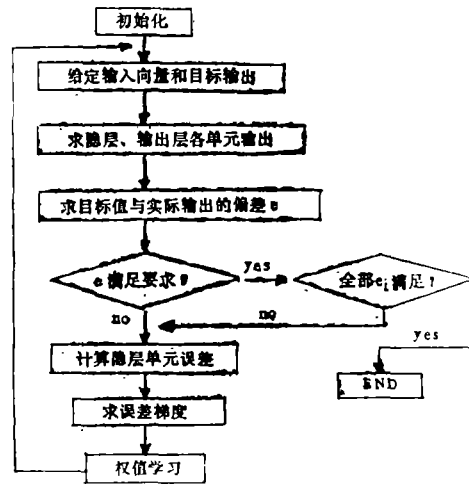 初始化
给定输入向量和目标输出
求隐层、输出层各单元输出
求目标值与实际输出的偏差e
e满足要求?
yes
全部ei满足?
no
no
yes
计算隐层单元误差
END
求误差梯度
权值学习